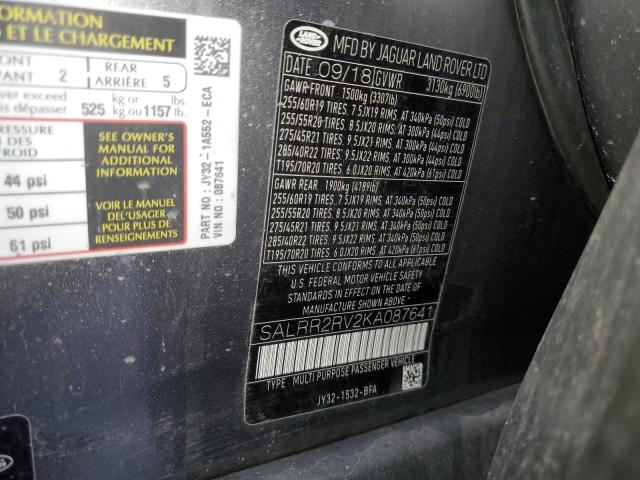 FORMATION
ET LE CHARGEMENT
ONT
VANT 2
REAR
ARRIÈRE 5
ver exceed
s dépasser 525 kg or
kg ou 1157 lbs.
lb.
PRESSURE
DES
FROID
44 psi
50 psi
61 psi
SEE OWNER'S
MANUAL FOR
ADDITIONAL
INFORMATION
VOIR LE MANUEL
DEL'USAGER
POUR PLUS DE
RENSEIGNEMENTS
PART No : JY32 -1A552-ECA
SERIAL No : 087641
LAND
ROVER
MFD BY JAGUAR LAND ROVER LTD
DATE 09/18 GVWR 3130kg (6900lb)
GAWR FRONT 1500kg (3307lb)
255/60R19 TIRES, 7.5JX19 RIMS, AT 340kPa (50psi) COLD
255/55R20 TIRES, 8.5JX20 RIMS, AT 300kPa (44psi) COLD
275/45R21 TIRES, 9.5JX21 RIMS, AT 300kPa (44psi) COLD
285/40R22 TIRES, 9.5JX22 RIMS, AT 300kPa (44psi) COLD
T195/70R20 TIRES, 6.0JX20 RIMS, AT 420kPa (61psi) COLD
GAWR REAR 1900kg (4189lb)
255/60R19 TIRES, 7.5JX19 RIMS, AT 340kPa (50psi) COLD
255/55R20 TIRES, 8.5JX20 RIMS, AT 340kPa (50psi) COLD
275/45R21 TIRES, 9.5JX21 RIMS, AT 340kPa (50psi) COLD
285/40R22 TIRES, 9.5JX22 RIMS, AT 340kPa (50psi) COLD
T195/70R20 TIRES, 6.0JX20 RIMS, AT 420kPa (61psi) COLD
THIS VEHICLE CONFORMS TO ALL APPLICABLE
U.S. FEDERAL MOTOR VEHICLE SAFETY
STANDARDS IN EFFECT ON THE DATE OF
MANUFACTURE SHOWN ABOVE.
SALRR2RV2KA087641
TYPE MULTI PURPOSE PASSENGER VEHICLE
JY32-1532-BFA